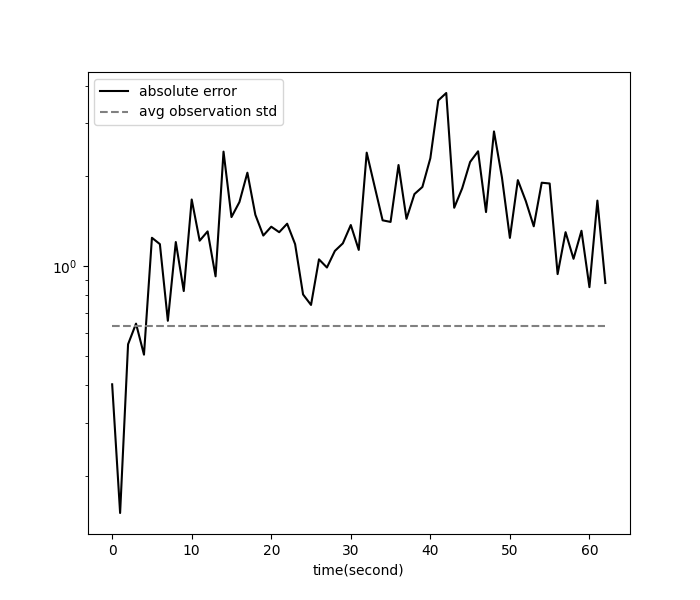 absolute error
avg observation std
10⁰
0 10 20 30 40 50 60
time(second)